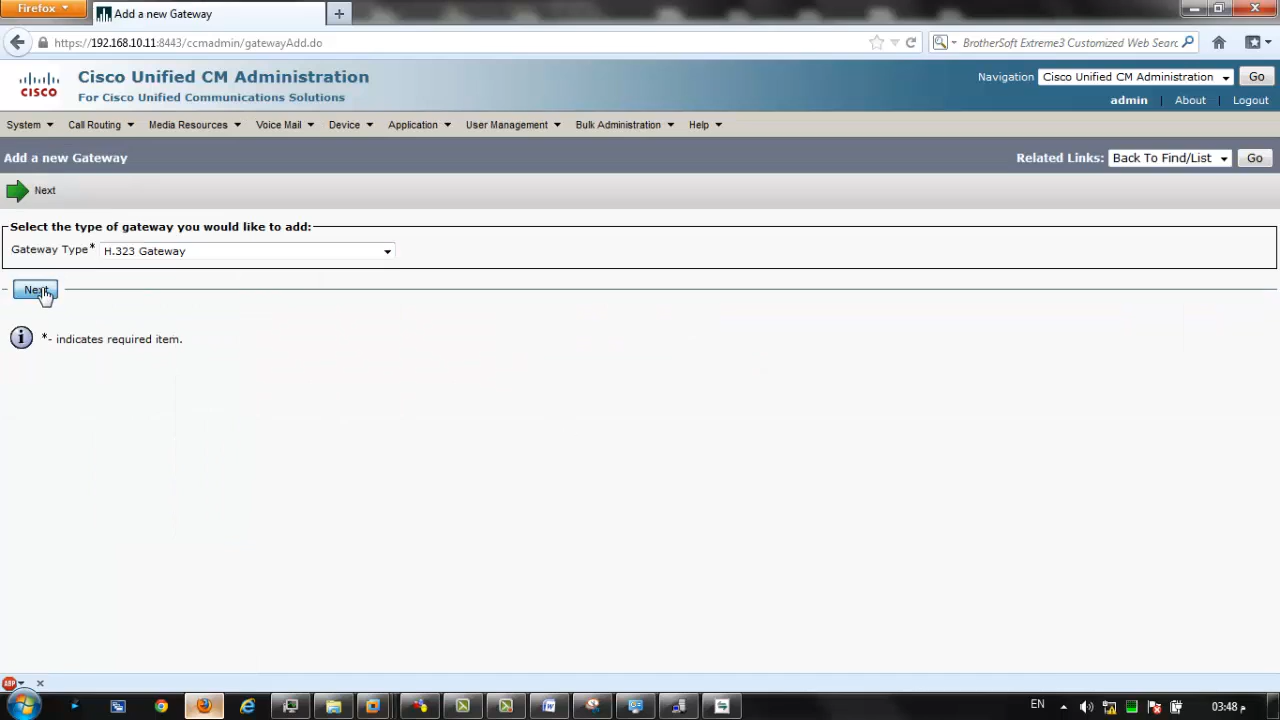 Firefox
Add a new Gateway
https://192.168.10.11:8443/ccmadmin/gatewayAdd.do
BrotherSoft Extreme3 Customized Web Searc
CISCO
Cisco Unified CM Administration
For Cisco Unified Communications Solutions
Navigation Cisco Unified CM Administration Go
admin | About | Logout
System Call Routing Media Resources Voice Mail Device Application User Management Bulk Administration Help
Add a new Gateway
Related Links: Back To Find/List Go
Next
Select the type of gateway you would like to add:
Gateway Type* H.323 Gateway
Next
*- indicates required item.
ABP
EN
03:48 م